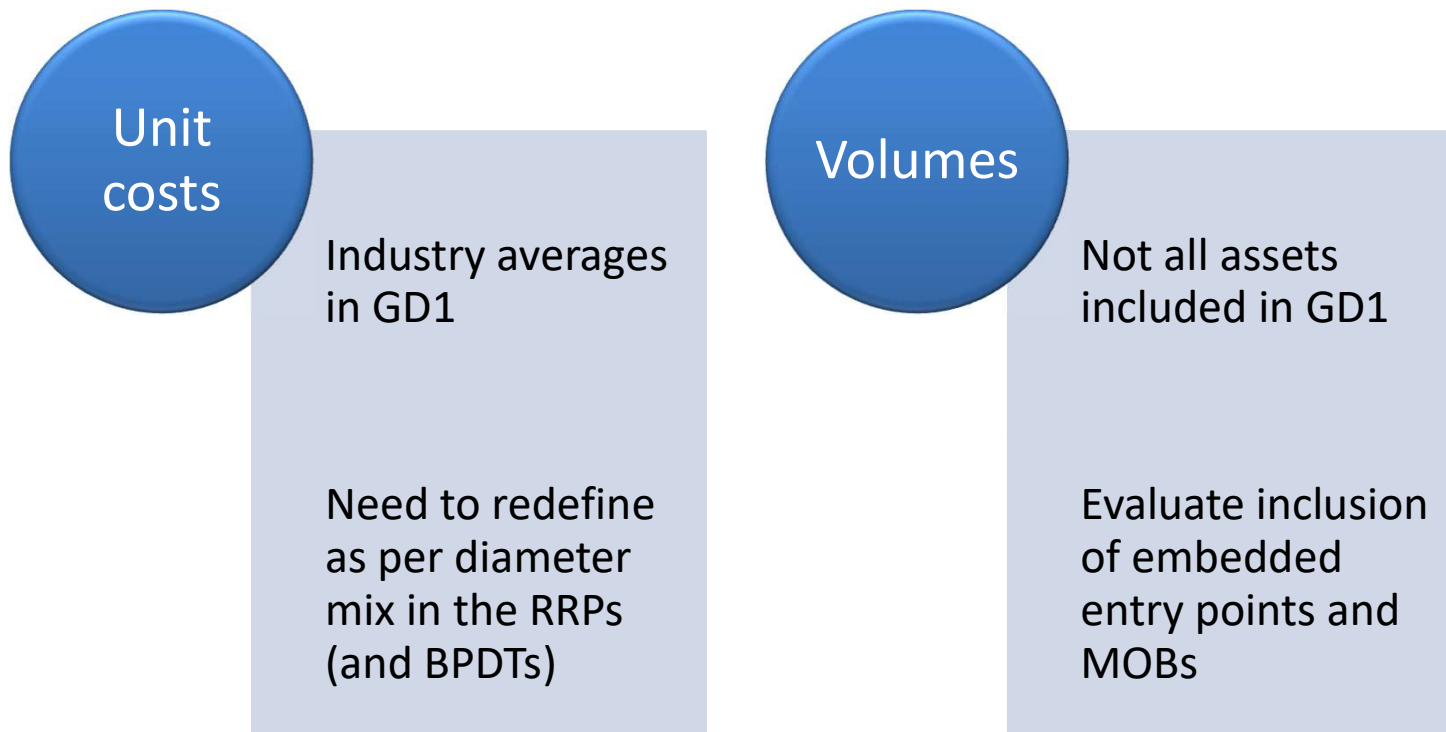 Unit
costs
Industry averages
in GD1
Need to redefine
as per diameter
mix in the RRPs
(and BPDTs)
Volumes
Not all assets
included in GD1
Evaluate inclusion
of embedded
entry points and
MOBs